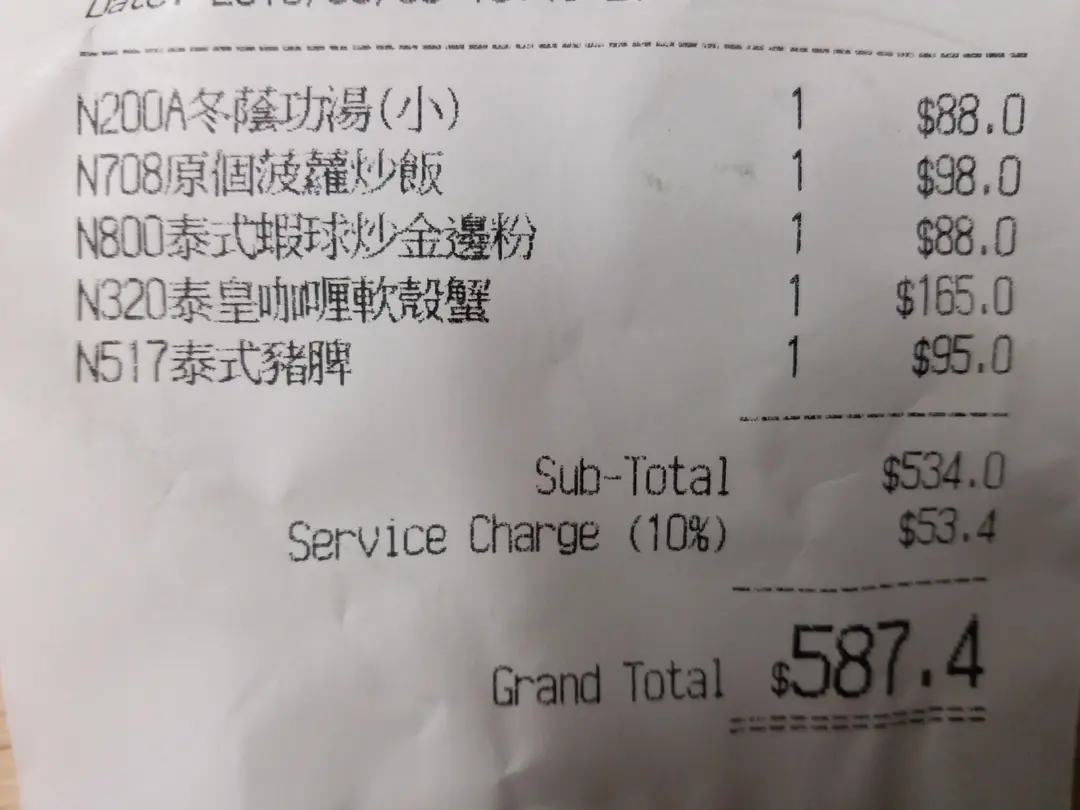 N200A冬蔭功湯(小) 1 $88.0
N708原個菠蘿炒飯 1 $98.0
N800泰式蝦球炒金邊粉 1 $88.0
N320泰皇咖喱軟殼蟹 1 $165.0
N517泰式豬脾 1 $95.0
Sub-Total $534.0
Service Charge (10%) $53.4
Grand Total $587.4